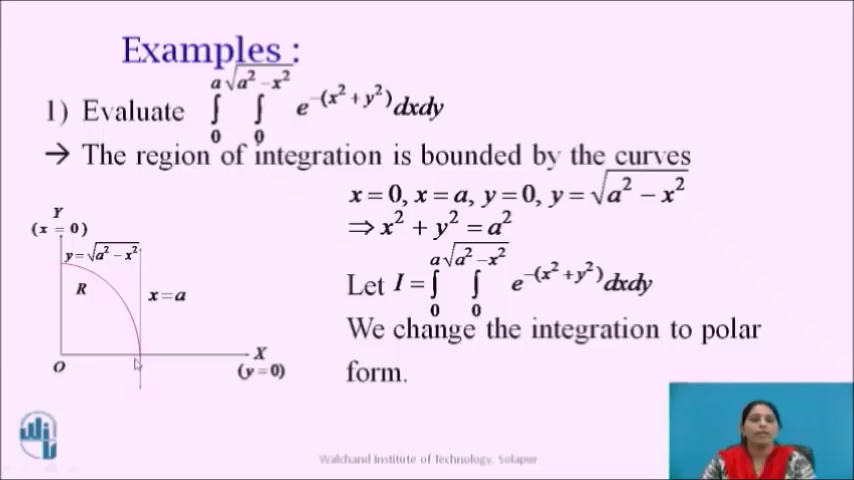 Examples :
1) Evaluate ∫₀ᵃ ∫₀^√(a² − x²) e^−(x² + y²) dxdy
→ The region of integration is bounded by the curves
x = 0, x = a, y = 0, y = √(a² − x²)
⇒ x² + y² = a²
Let I = ∫₀ᵃ ∫₀^√(a² − x²) e^−(x² + y²) dxdy
We change the integration to polar
form.
Y
(x = 0)
y = √(a² − x²)
R
x = a
O
X
(y = 0)
Walchand Institute of Technology, Solapur